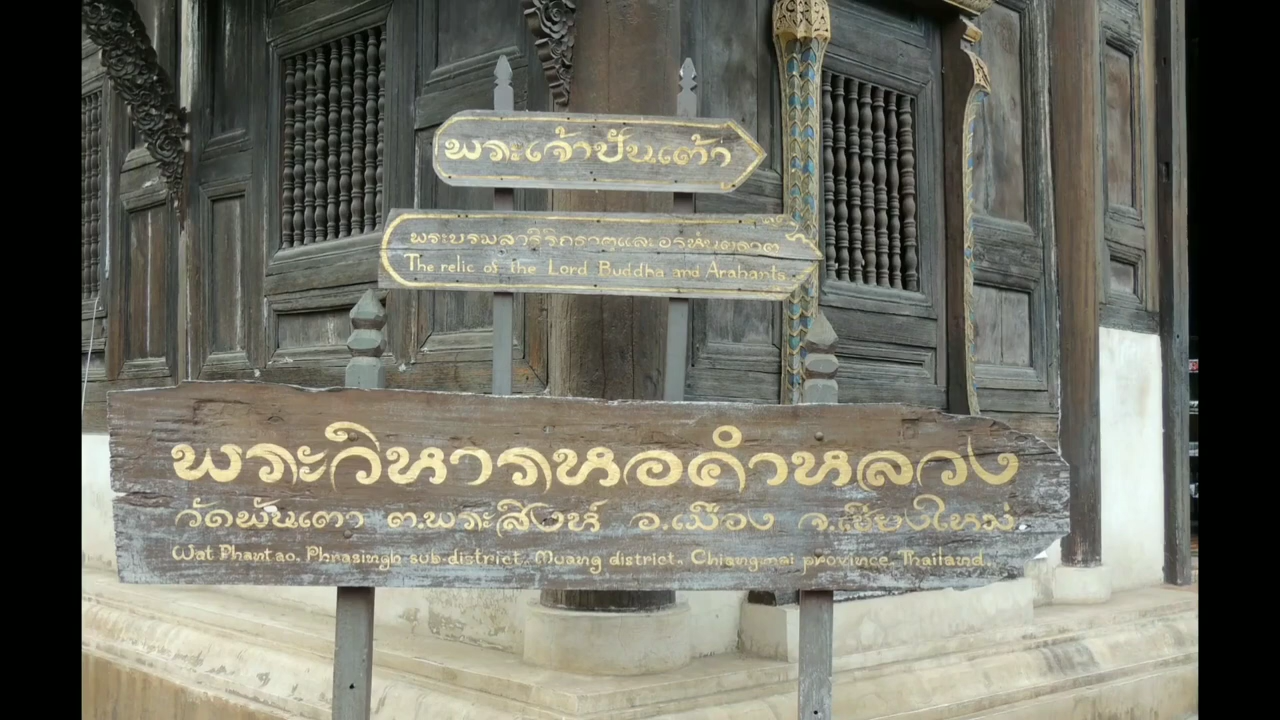 พระเจ้าปันเต้า
พระบรมสารีริกธาตุและอรหันตธาตุ
The relic of the Lord Buddha and Arahants
พระวิหารหอคำหลวง
วัดพันเตา ต.พระสิงห์ อ.เมือง จ.เชียงใหม่
Wat Phantao. Phrasingh sub-district, Muang district, Chiangmai province, Thailand.